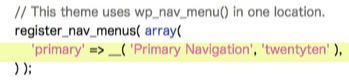 // This theme uses wp_nav_menu() in one location.
register_nav_menus( array(
'primary' => __( 'Primary Navigation', 'twentyten' ),
) );